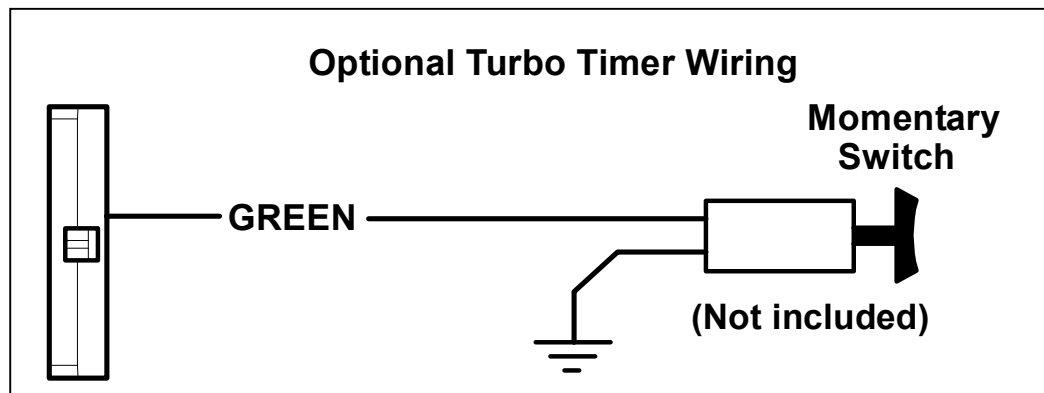 Optional Turbo Timer Wiring
Momentary
Switch
GREEN
(Not included)